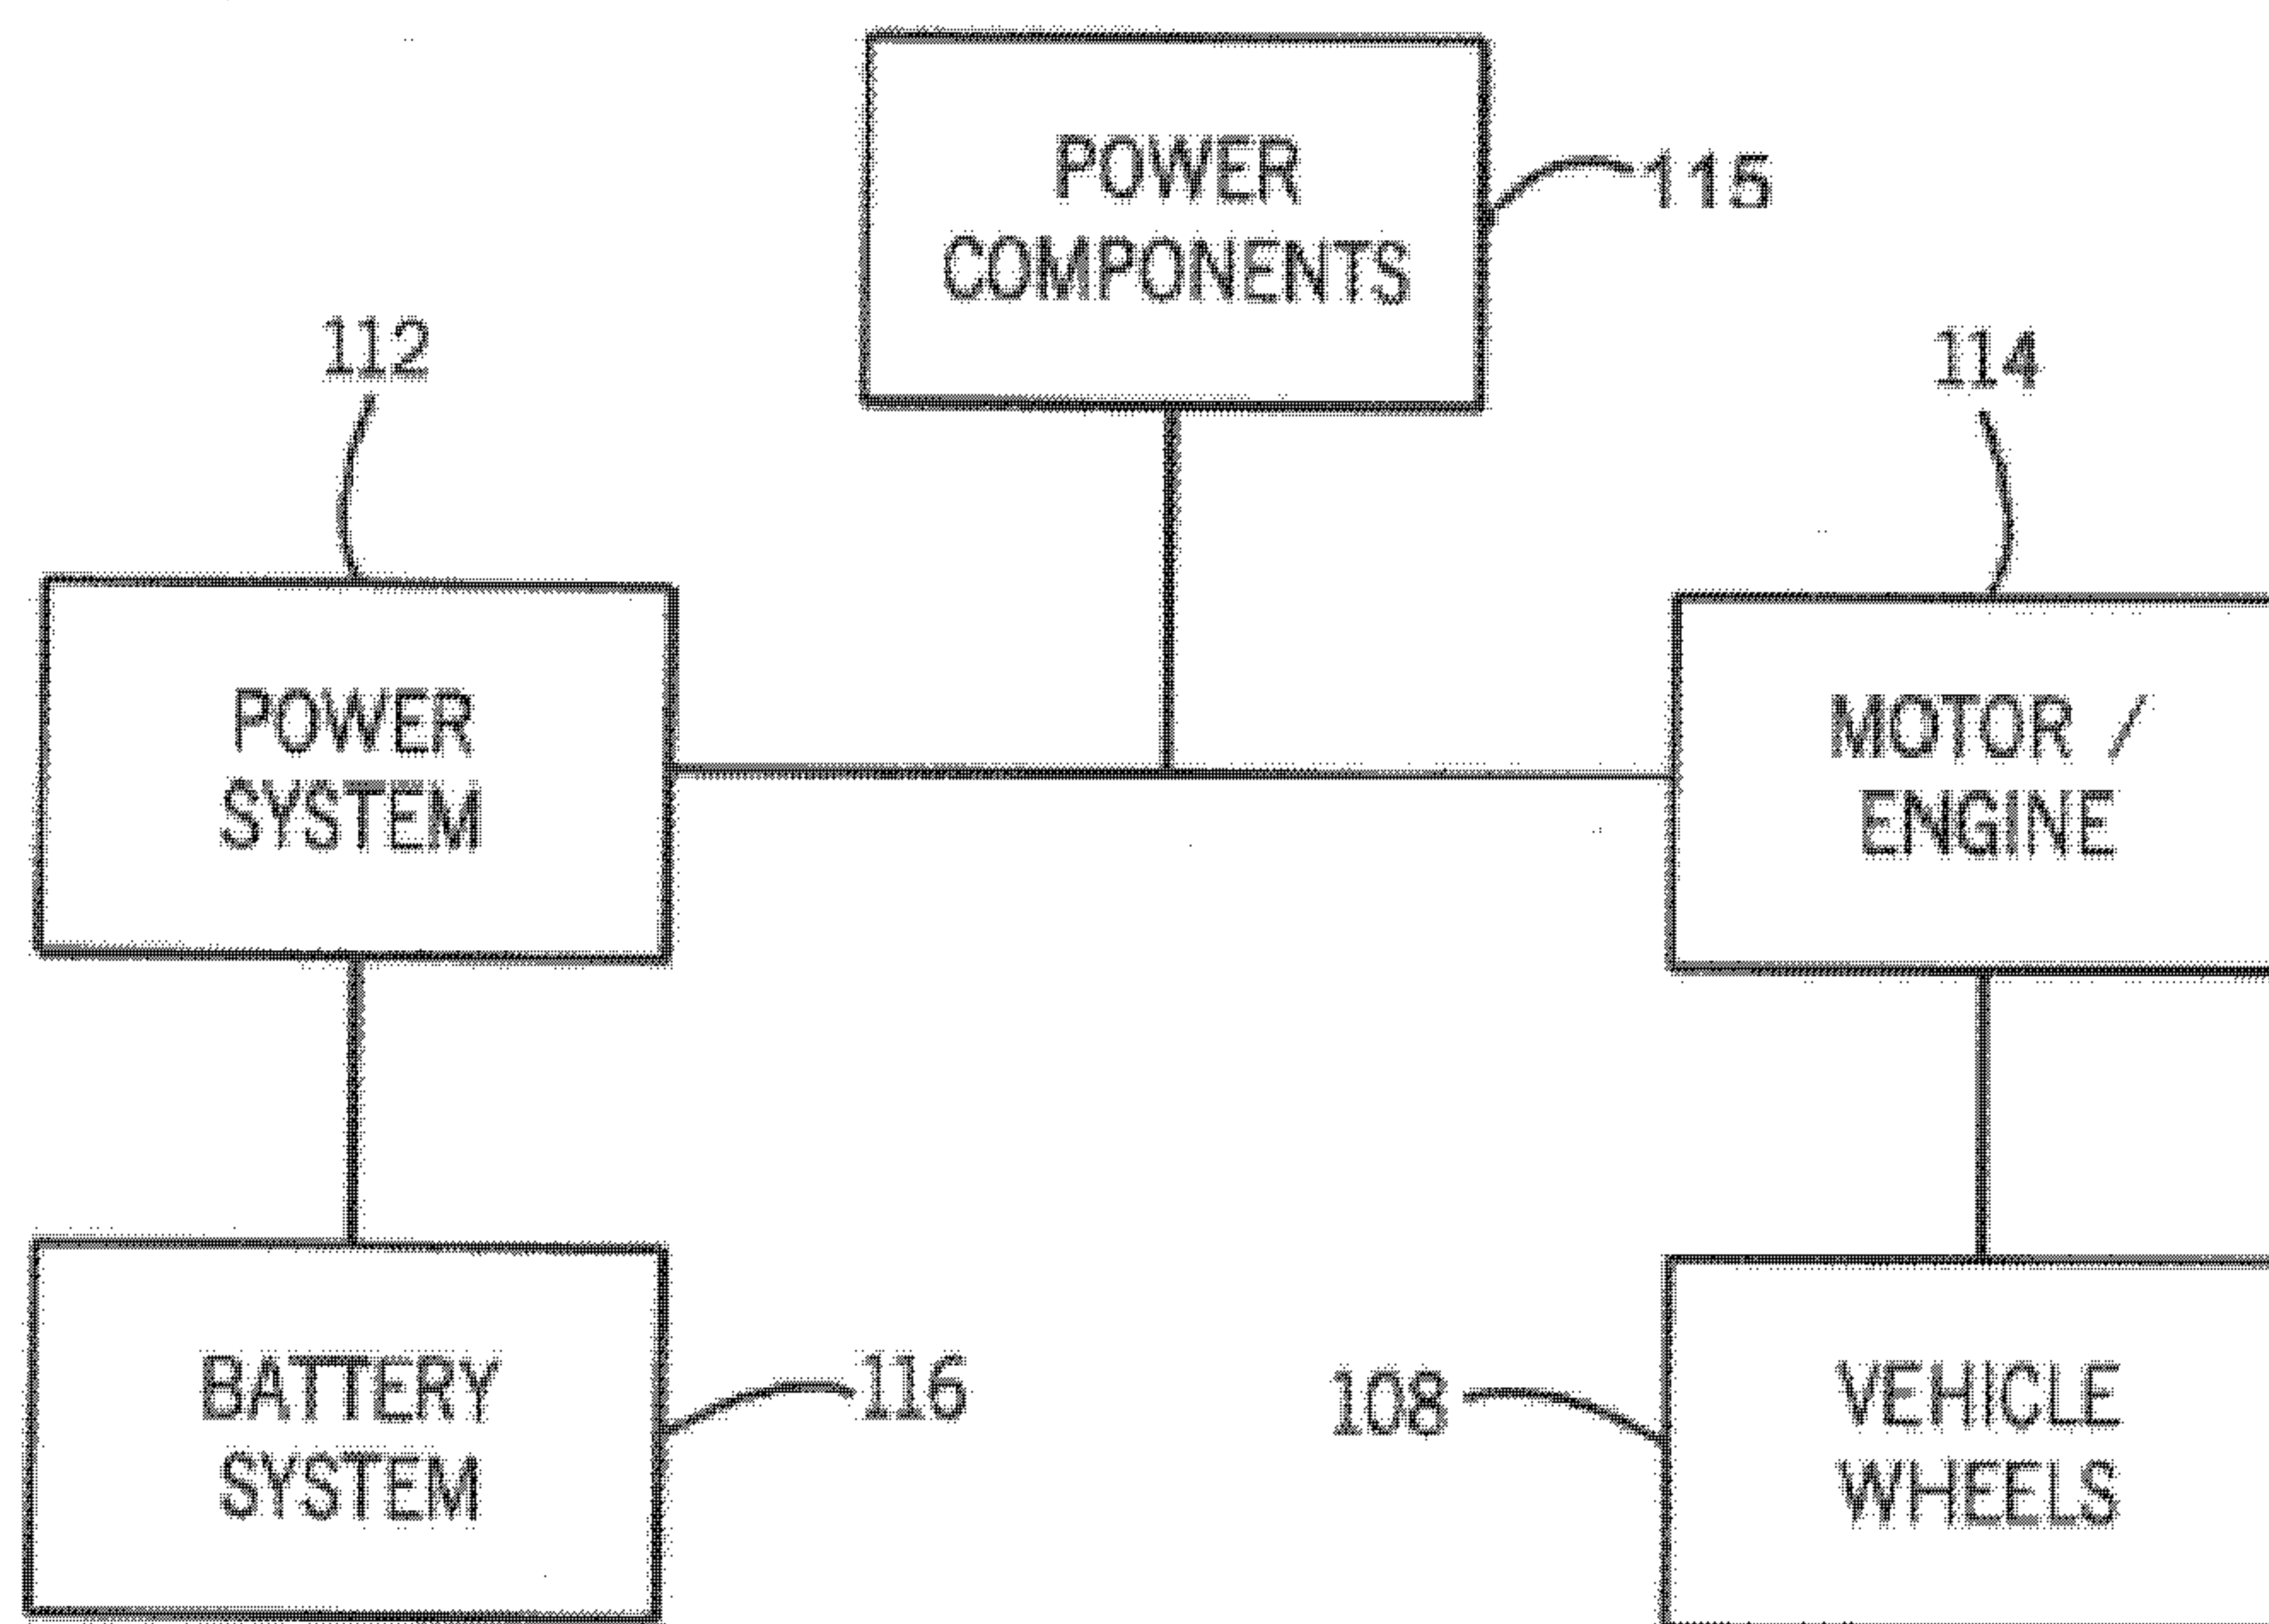 POWER
COMPONENTS
115
112
114
POWER
SYSTEM
MOTOR /
ENGINE
BATTERY
SYSTEM
116
108
VEHICLE
WHEELS